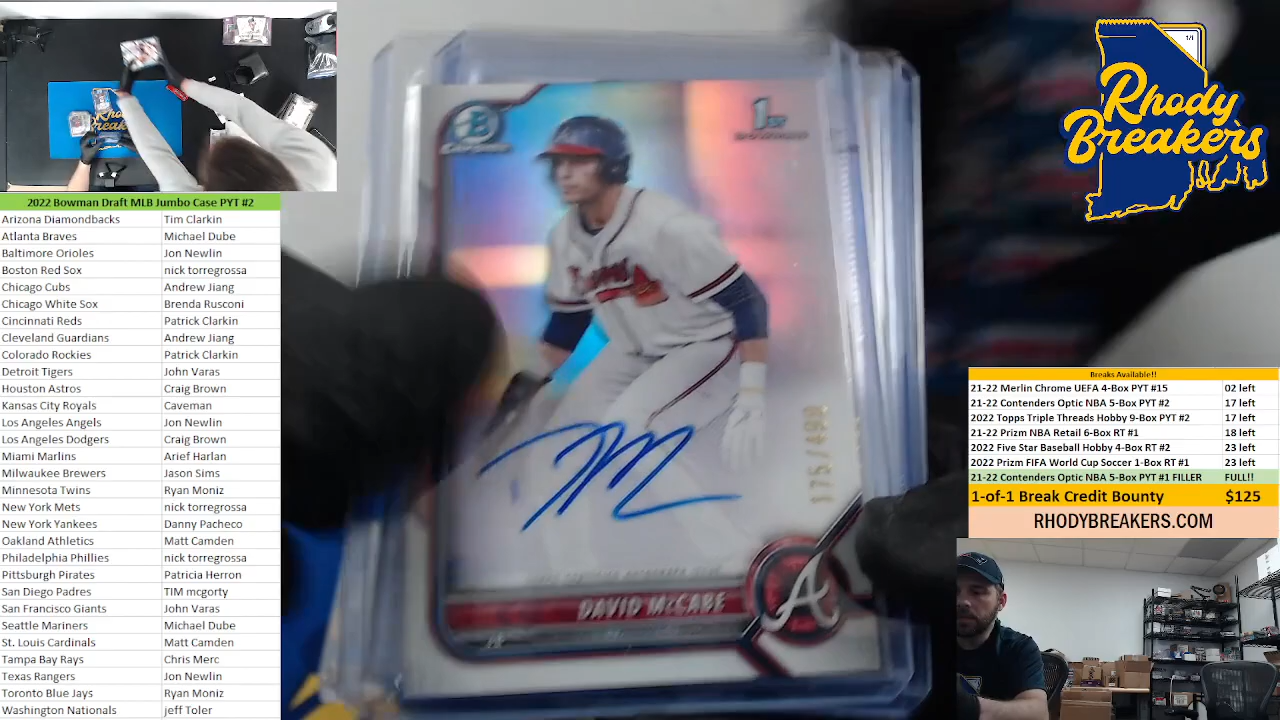 2022 Bowman Draft MLB Jumbo Case PYT #2
Arizona Diamondbacks Tim Clarkin
Atlanta Braves Michael Dube
Baltimore Orioles Jon Newlin
Boston Red Sox nick torregrossa
Chicago Cubs Andrew Jiang
Chicago White Sox Brenda Rusconi
Cincinnati Reds Patrick Clarkin
Cleveland Guardians Andrew Jiang
Colorado Rockies Patrick Clarkin
Detroit Tigers John Varas
Houston Astros Craig Brown
Kansas City Royals Caveman
Los Angeles Angels Jon Newlin
Los Angeles Dodgers Craig Brown
Miami Marlins Arief Harlan
Milwaukee Brewers Jason Sims
Minnesota Twins Ryan Moniz
New York Mets nick torregrossa
New York Yankees Danny Pacheco
Oakland Athletics Matt Camden
Philadelphia Phillies nick torregrossa
Pittsburgh Pirates Patricia Herron
San Diego Padres TIM mcgorty
San Francisco Giants John Varas
Seattle Mariners Michael Dube
St. Louis Cardinals Matt Camden
Tampa Bay Rays Chris Merc
Texas Rangers Jon Newlin
Toronto Blue Jays Ryan Moniz
Washington Nationals jeff Toler
B
1st
175/499
DAVID McCABE
A
1/1
Rhody
Breakers
Breaks Available!!
21-22 Merlin Chrome UEFA 4-Box PYT #15 02 left
21-22 Contenders Optic NBA 5-Box PYT #2 17 left
2022 Topps Triple Threads Hobby 9-Box PYT #2 17 left
21-22 Prizm NBA Retail 6-Box RT #1 18 left
2022 Five Star Baseball Hobby 4-Box RT #2 23 left
2022 Prizm FIFA World Cup Soccer 1-Box RT #1 23 left
21-22 Contenders Optic NBA 5-Box PYT #1 FILLER FULL!!
1-of-1 Break Credit Bounty $125
RHODYBREAKERS.COM